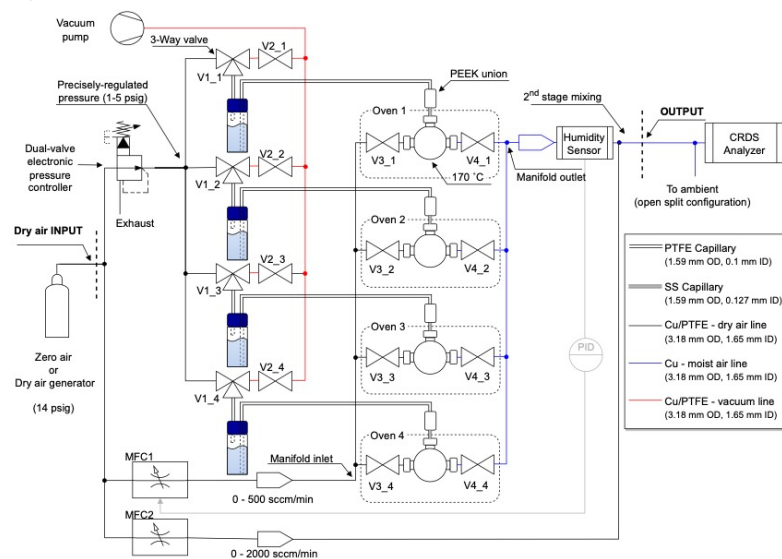 Vacuum
pump
3-Way valve
V2_1
V1_1
Precisely-regulated
pressure (1-5 psig)
Dual-valve
electronic
pressure
controller
Exhaust
Dry air INPUT
Zero air
or
Dry air generator
(14 psig)
V2_2
V1_2
V2_3
V1_3
V2_4
V1_4
PEEK union
Oven 1
V3_1
V4_1
170 ˚C
Oven 2
V3_2
V4_2
Oven 3
V3_3
V4_3
Oven 4
V3_4
V4_4
Manifold inlet
Manifold outlet
MFC1
0 - 500 sccm/min
MFC2
0 - 2000 sccm/min
2nd stage
mixing
OUTPUT
Humidity
Sensor
CRDS
Analyzer
To ambient
(open split configuration)
PID
PTFE Capillary
(1.59 mm OD, 0.1 mm ID)
SS Capillary
(1.59 mm OD, 0.127 mm ID)
Cu/PTFE - dry air line
(3.18 mm OD, 1.65 mm ID)
Cu - moist air line
(3.18 mm OD, 1.65 mm ID)
Cu/PTFE - vacuum line
(3.18 mm OD, 1.65 mm ID)